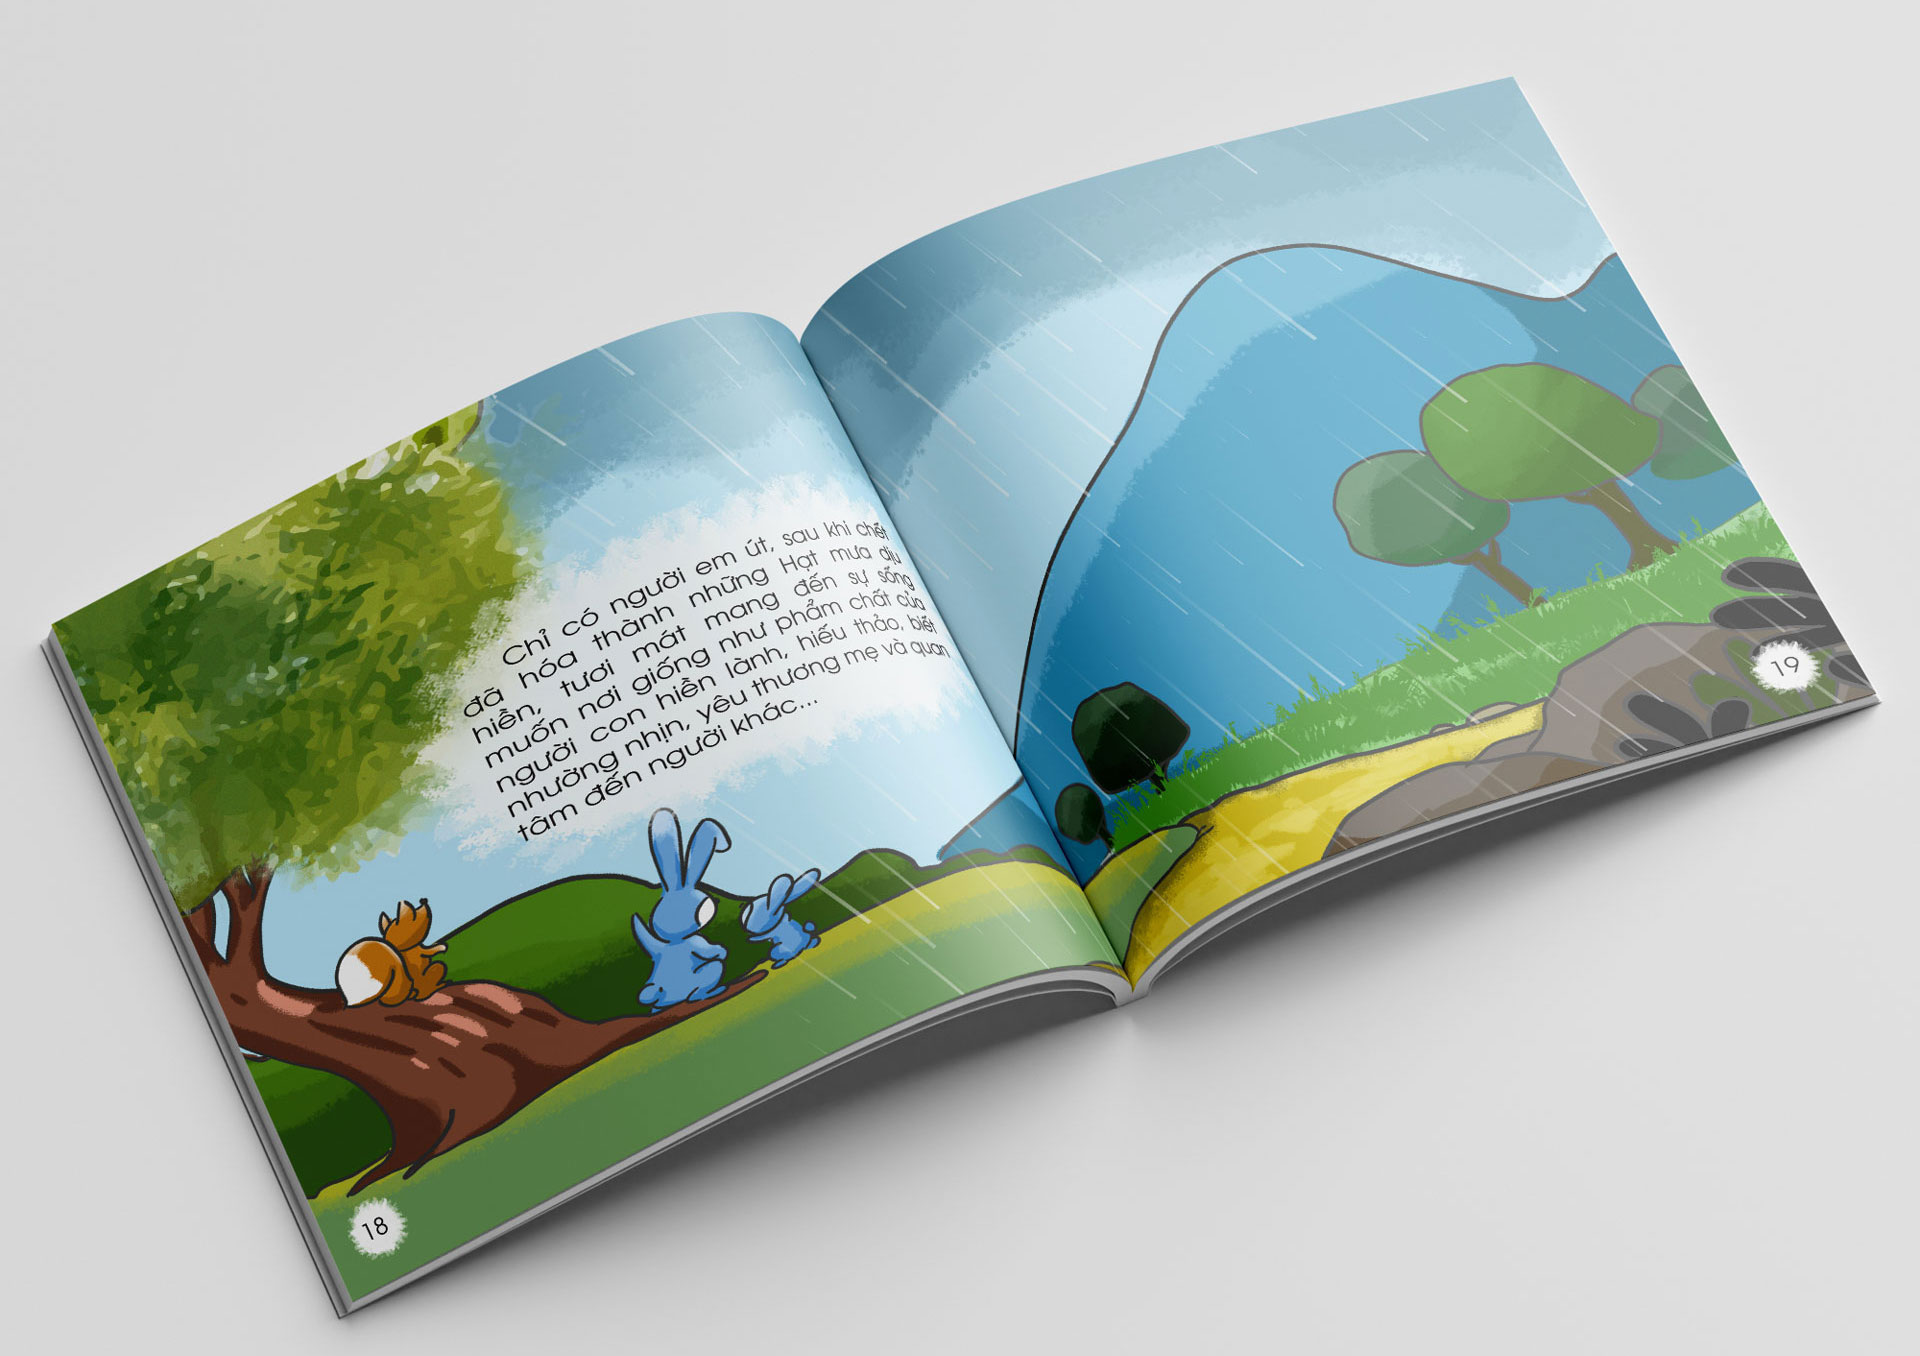 Chỉ có người em út, sau khi chết
đã hóa thành những Hạt mưa dịu
hiền, tươi mát mang đến sự sống
muốn nơi giống như phẩm chất của
người con hiền lành, hiếu thảo, biết
nhường nhịn, yêu thương mẹ và quan
tâm đến người khác...
18
19